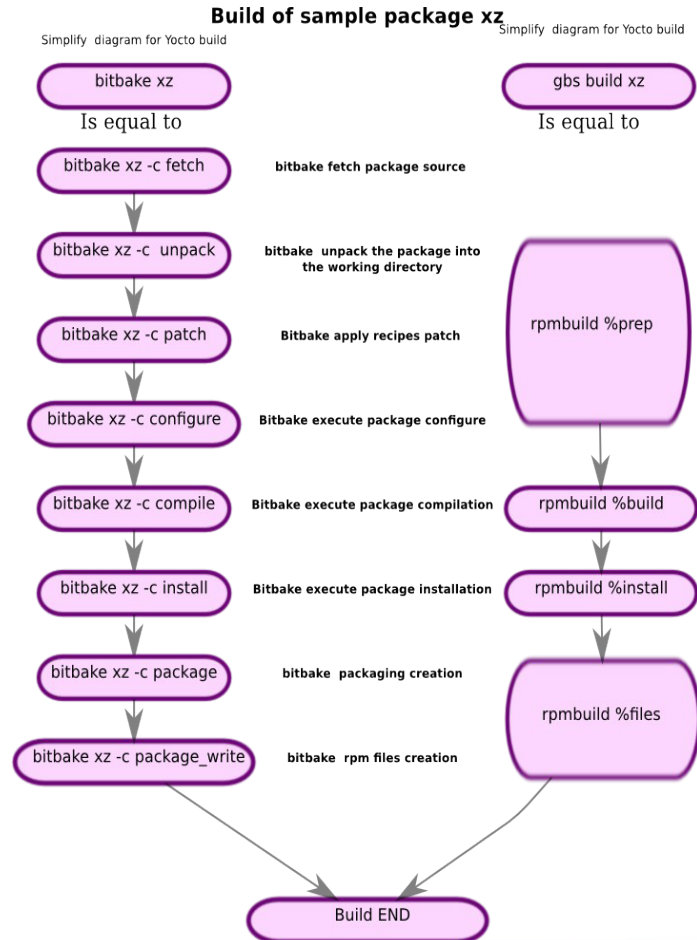 Build of sample package xz
Simplify diagram for Yocto build
Simplify diagram for Yocto build
bitbake xz
gbs build xz
Is equal to
Is equal to
bitbake xz -c fetch
bitbake fetch package source
bitbake xz -c unpack
bitbake unpack the package into
the working directory
bitbake xz -c patch
Bitbake apply recipes patch
rpmbuild %prep
bitbake xz -c configure
Bitbake execute package configure
bitbake xz -c compile
Bitbake execute package compilation
rpmbuild %build
bitbake xz -c install
Bitbake execute package installation
rpmbuild %install
bitbake xz -c package
bitbake packaging creation
rpmbuild %files
bitbake xz -c package_write
bitbake rpm files creation
Build END